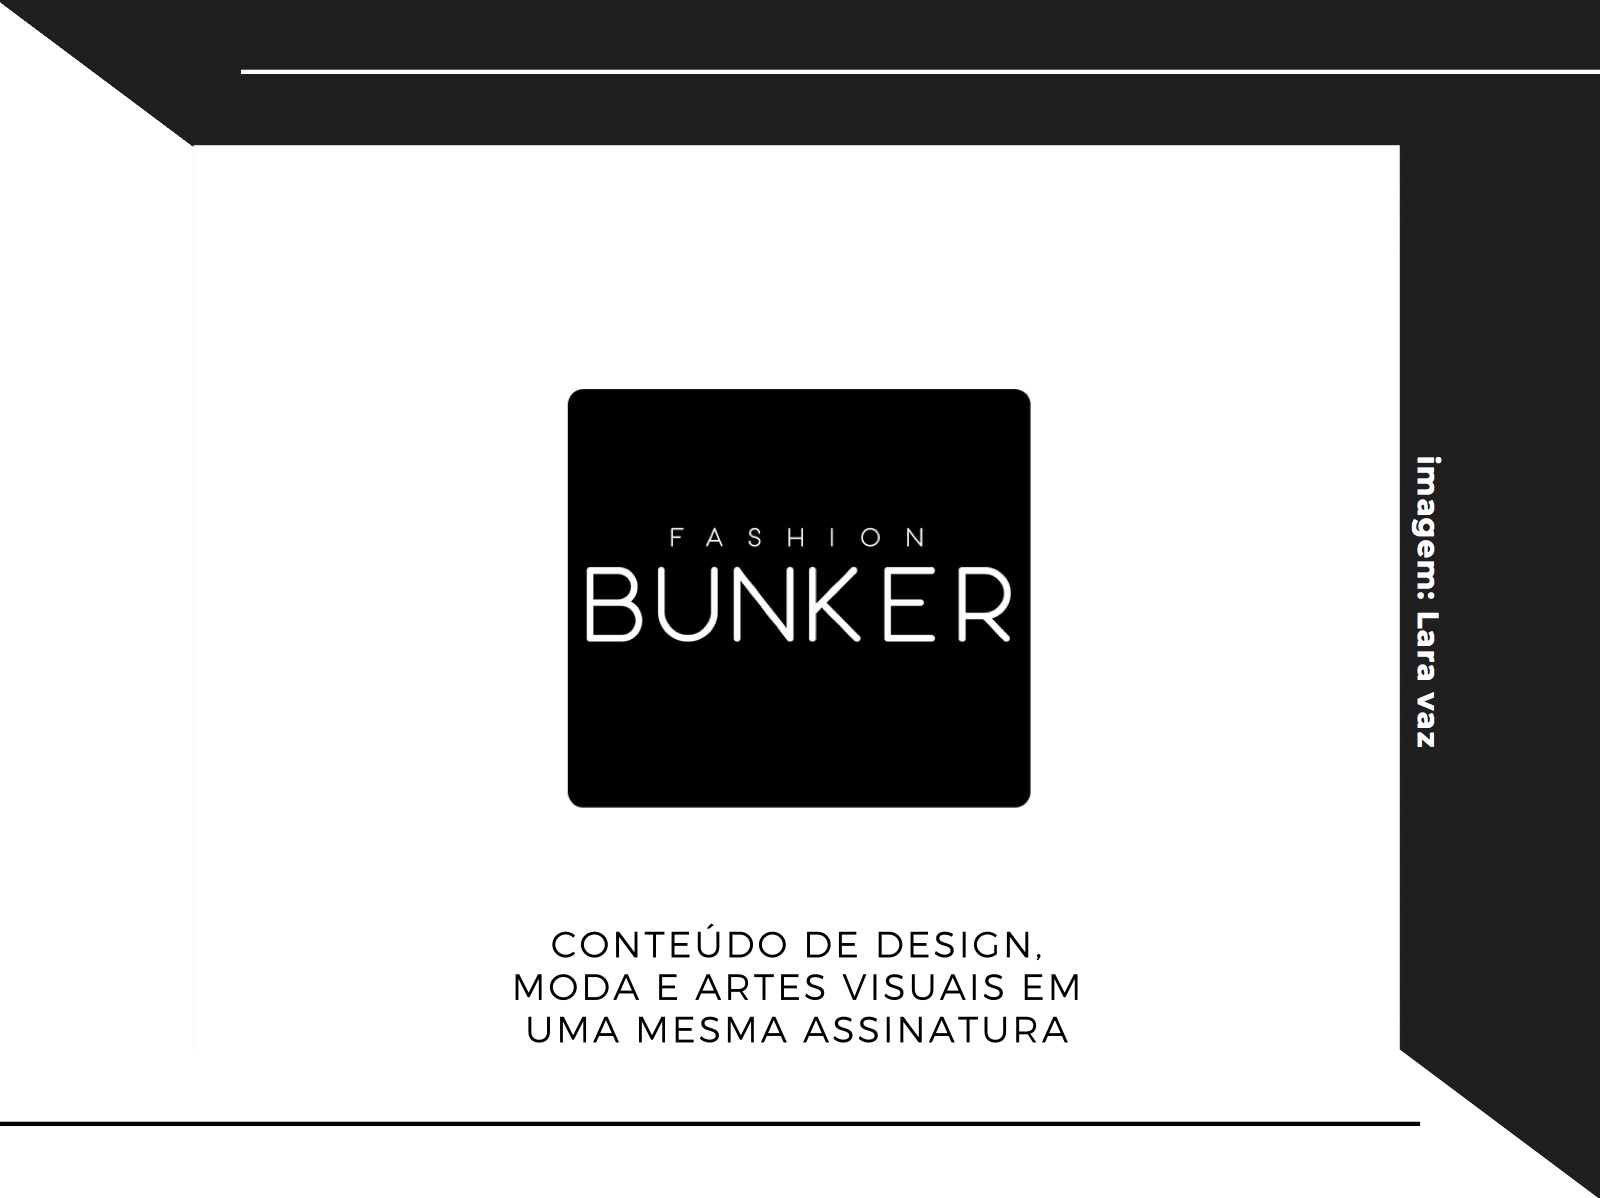 FASHION
BUNKER
imagem: Lara vaz
CONTEÚDO DE DESIGN,
MODA E ARTES VISUAIS EM
UMA MESMA ASSINATURA